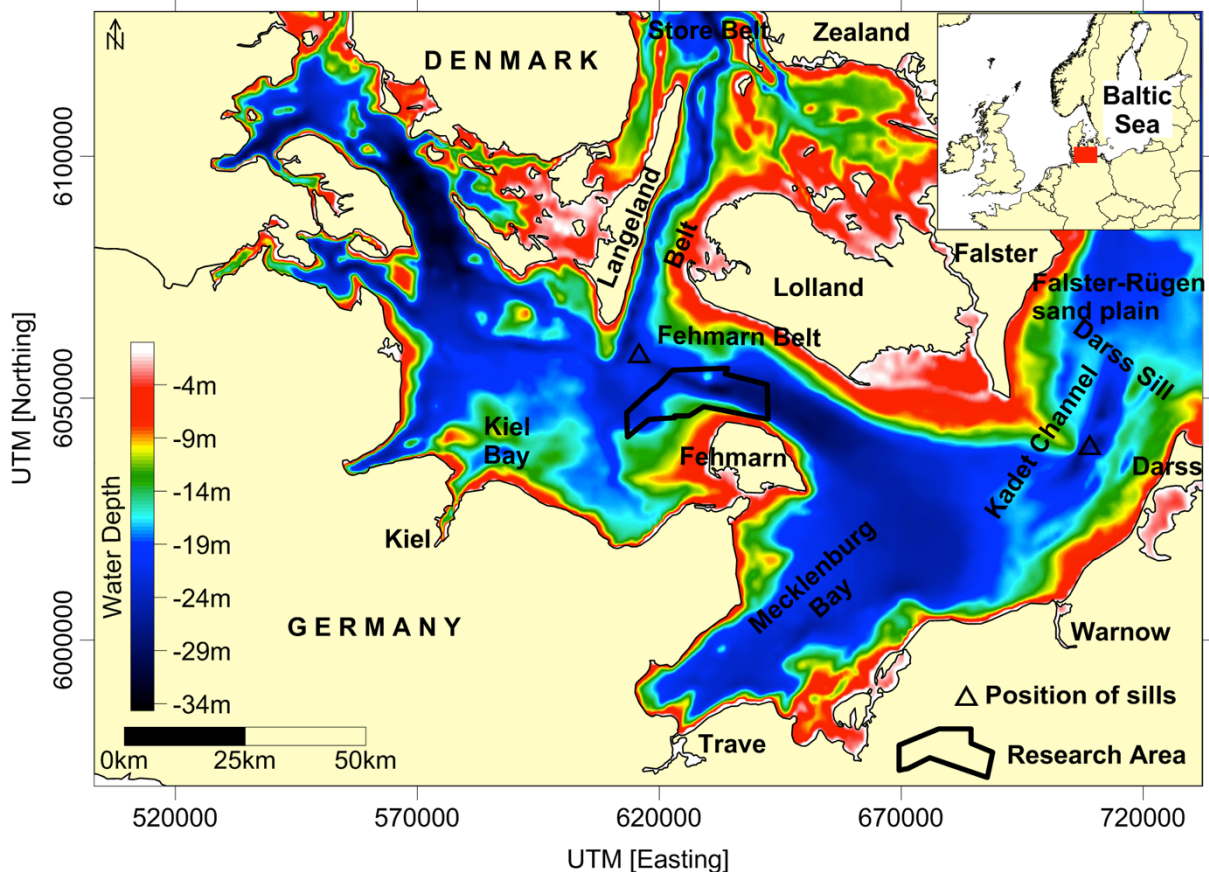 N
DENMARK
Store Belt
Zealand
Baltic
Sea
Langeland
Belt
Falster
Lolland
Falster-Rügen
sand plain
Fehmarn Belt
Darss Sill
Kadet Channel
Kiel
Bay
Fehmarn
Darss
Kiel
Mecklenburg
Bay
GERMANY
Warnow
Trave
Water Depth
-4m
-9m
-14m
-19m
-24m
-29m
-34m
0km
25km
50km
Position of sills
Research Area
UTM [Northing]
6100000
6050000
6000000
520000
570000
620000
670000
720000
UTM [Easting]